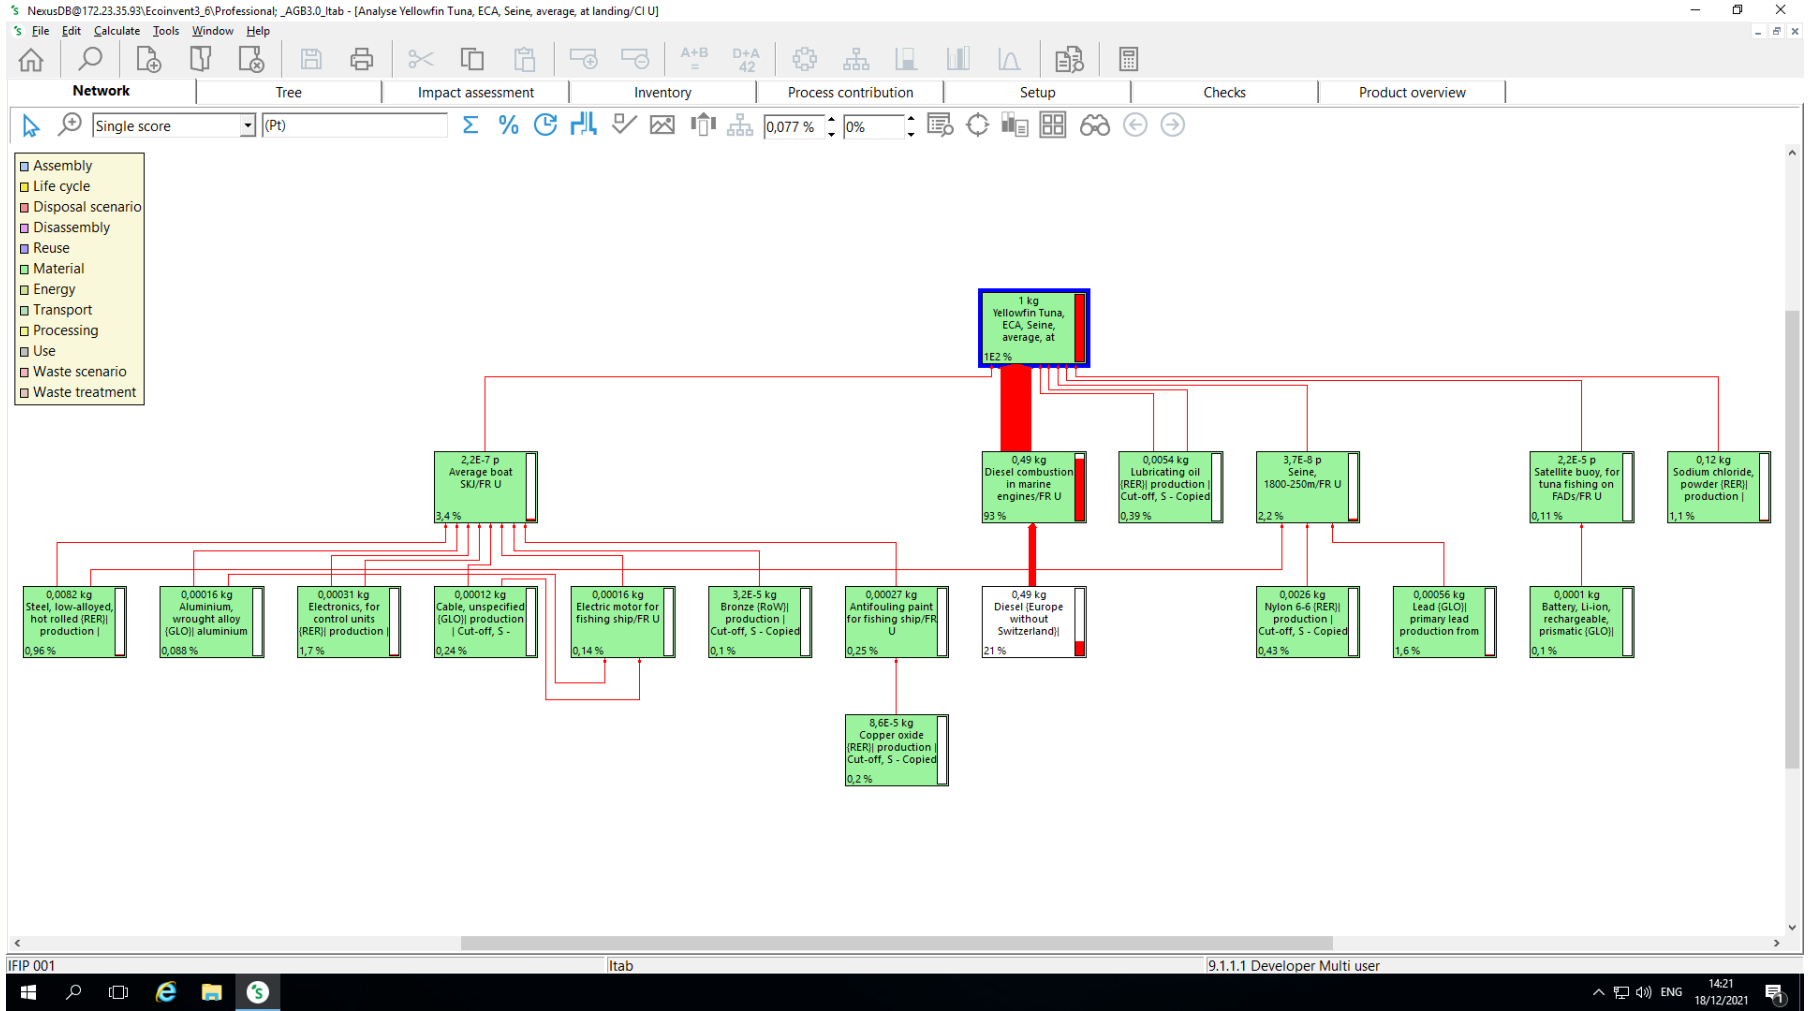 NexusDB@172.23.35.93\Ecoinvent3_6\Professional; _AGB3.0_Itab - [Analyse Yellowfin Tuna, ECA, Seine, average, at landing/CI U]
File Edit Calculate Tools Window Help
A+B
=
D+A
42
Network Tree Impact assessment Inventory Process contribution Setup Checks Product overview
Single score (Pt) Σ % 0,077 % 0%
Assembly
Life cycle
Disposal scenario
Disassembly
Reuse
Material
Energy
Transport
Processing
Use
Waste scenario
Waste treatment
1 kg
Yellowfin Tuna,
ECA, Seine,
average, at
1E2 %
2,2E-7 p
Average boat
SKJ/FR U
3,4 %
0,49 kg
Diesel combustion
in marine
engines/FR U
93 %
0,0054 kg
Lubricating oil
{RER}| production |
Cut-off, S - Copied
0,39 %
3,7E-8 p
Seine,
1800-250m/FR U
2,2 %
2,2E-5 p
Satellite buoy, for
tuna fishing on
FADs/FR U
0,11 %
0,12 kg
Sodium chloride,
powder {RER}|
production |
1,1 %
0,0082 kg
Steel, low-alloyed,
hot rolled {RER}|
production |
0,96 %
0,00016 kg
Aluminium,
wrought alloy
{GLO}| aluminium
0,088 %
0,00031 kg
Electronics, for
control units
{RER}| production |
1,7 %
0,00012 kg
Cable, unspecified
{GLO}| production
| Cut-off, S -
0,24 %
0,00016 kg
Electric motor for
fishing ship/FR U
0,14 %
3,2E-5 kg
Bronze {RoW}|
production |
Cut-off, S - Copied
0,1 %
0,00027 kg
Antifouling paint
for fishing ship/FR
U
0,25 %
0,49 kg
Diesel {Europe
without
Switzerland}|
21 %
0,0026 kg
Nylon 6-6 {RER}|
production |
Cut-off, S - Copied
0,43 %
0,00056 kg
Lead {GLO}|
primary lead
production from
1,6 %
0,0001 kg
Battery, Li-ion,
rechargeable,
prismatic {GLO}|
0,1 %
8,6E-5 kg
Copper oxide
{RER}| production |
Cut-off, S - Copied
0,2 %
IFIP 001 Itab 9.1.1.1 Developer Multi user
ENG 14:21
18/12/2021
1